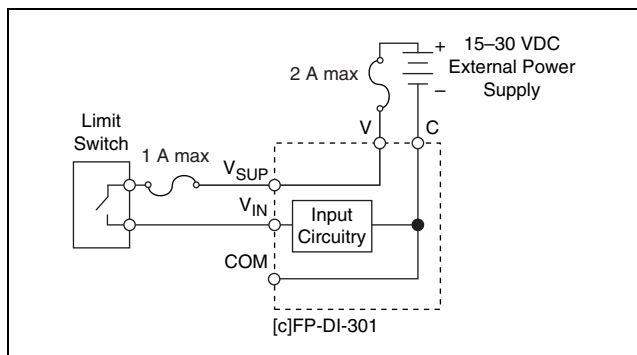 15–30 VDC
External Power
Supply
+
–
2 A max
V
C
Limit
Switch
1 A max
VSUP
VIN
Input
Circuitry
COM
[c]FP-DI-301